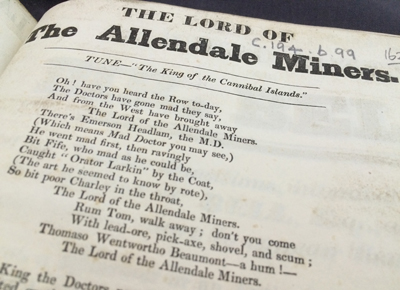 THE LORD OF
The Allendale Miners.
c.194.b 99
TUNE—"The King of the Cannibal Islands."
Oh! have you heard the Row to-day,
The Doctors have gone mad they say,
And from the West have brought away
The Lord of the Allendale Miners.
There's Emerson Headlam, the M.D.
(Which means Mad Doctor you may see,)
He went mad first, then ravingly
Bit Fife, who mad as he could be,
Caught "Orator Larkin" by the Coat,
(The art he seemed to know by rote),
So bit poor Charley in the throat,
The Lord of the Allendale Miners.
Rum Tom, walk away; don't you come
With lead-ore, pick-axe, shovel, and scum;
Thomaso Wentwortho Beaumont—a hum!—
The Lord of the Allendale Miners.
King the Doctors